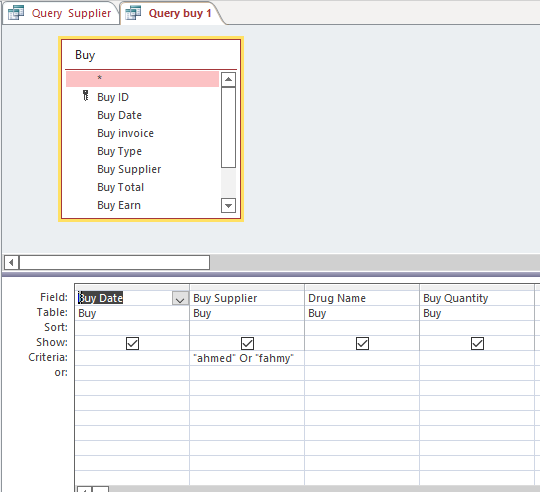 Query Supplier Query buy 1
Buy
*
Buy ID
Buy Date
Buy invoice
Buy Type
Buy Supplier
Buy Total
Buy Earn
Field: Buy Date Buy Supplier Drug Name Buy Quantity
Table: Buy Buy Buy Buy
Sort:
Show:
Criteria: "ahmed" Or "fahmy"
or: